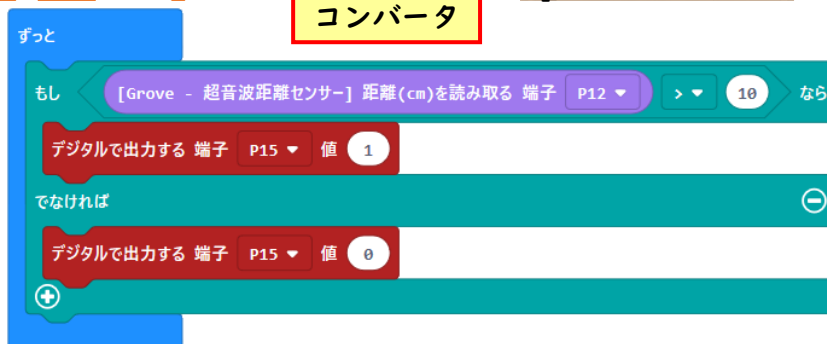 コンバータ
ずっと
もし [Grove - 超音波距離センサー] 距離(cm)を読み取る 端子 P12 ▼ > ▼ 10 なら
デジタルで出力する 端子 P15 ▼ 値 1
でなければ
デジタルで出力する 端子 P15 ▼ 値 0